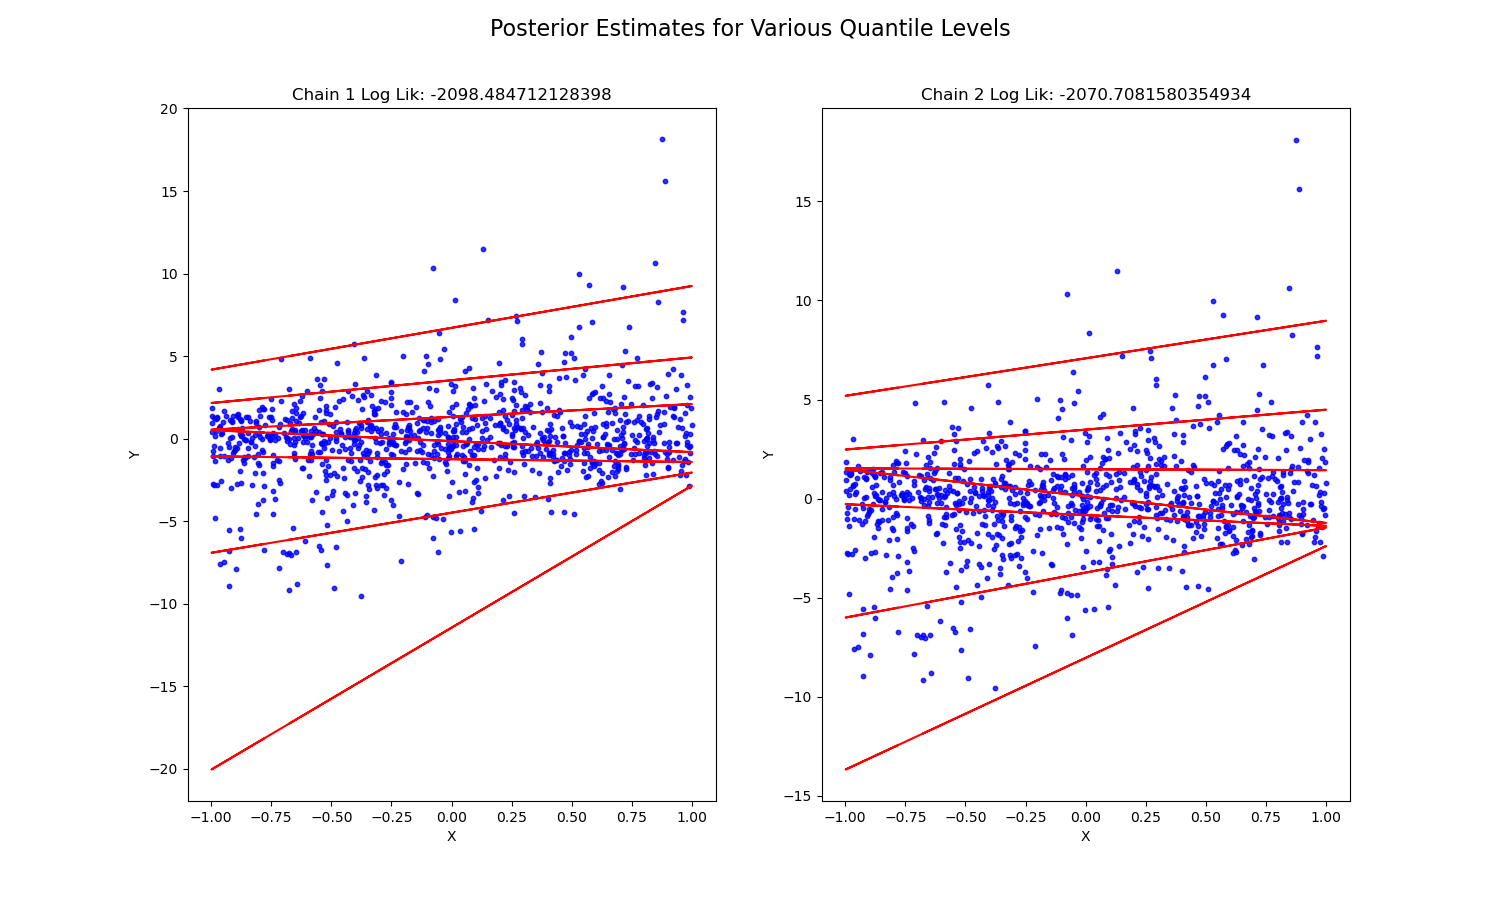 Posterior Estimates for Various Quantile Levels
Chain 1 Log Lik: -2098.484712128398
20
15
10
5
0
−5
−10
−15
−20
Y
−1.00 −0.75 −0.50 −0.25 0.00 0.25 0.50 0.75 1.00
X
Chain 2 Log Lik: -2070.7081580354934
15
10
5
0
−5
−10
−15
Y
−1.00 −0.75 −0.50 −0.25 0.00 0.25 0.50 0.75 1.00
X